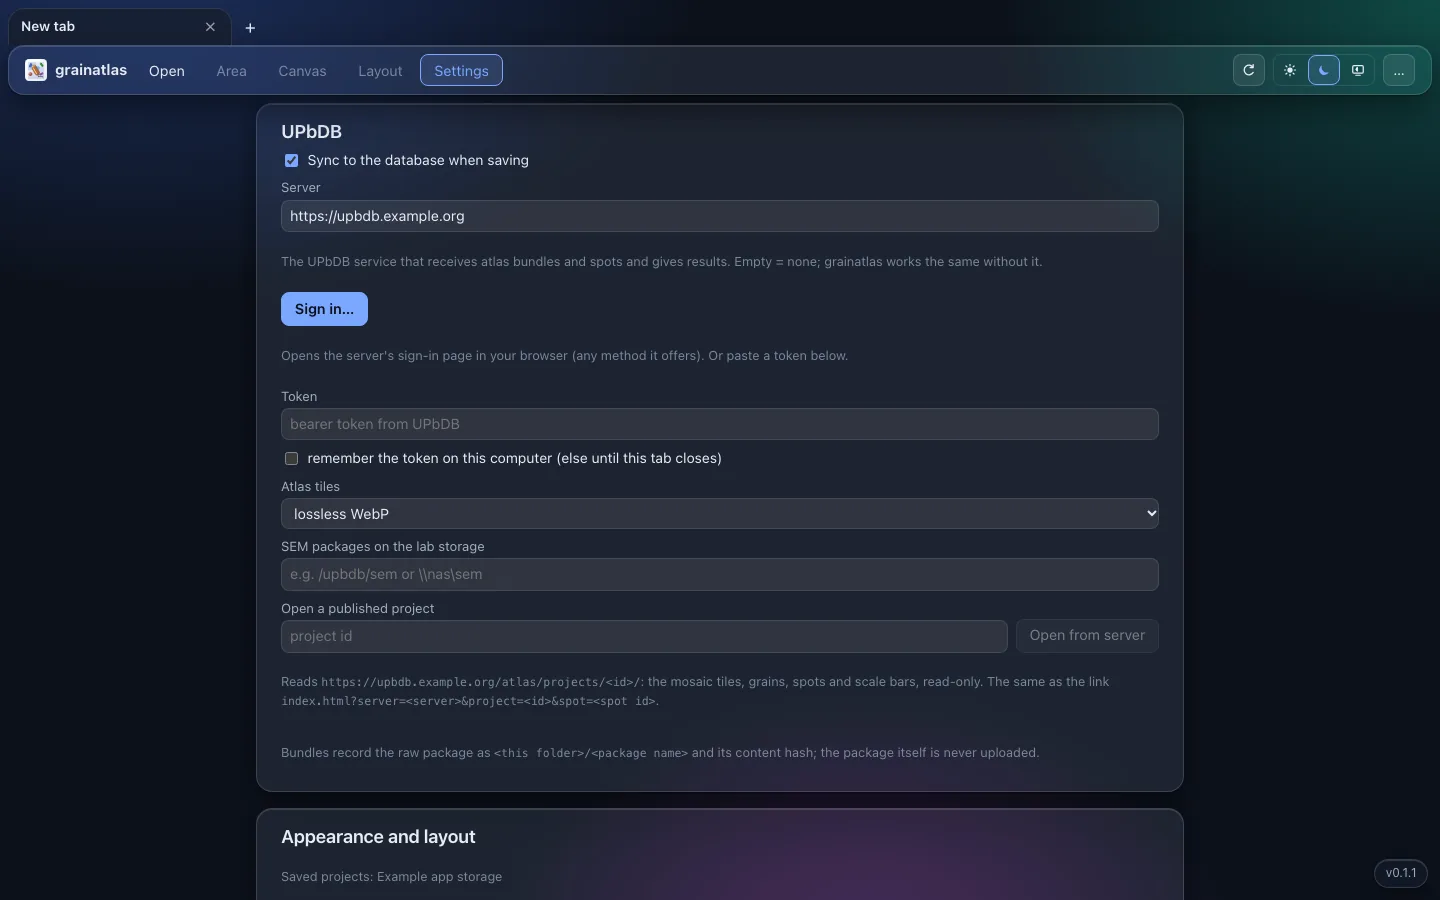 New tab
grainatlas
Open
Area
Canvas
Layout
Settings
...
UPbDB
Sync to the database when saving
Server
https://upbdb.example.org
The UPbDB service that receives atlas bundles and spots and gives results. Empty = none; grainatlas works the same without it.
Sign in...
Opens the server's sign-in page in your browser (any method it offers). Or paste a token below.
Token
bearer token from UPbDB
remember the token on this computer (else until this tab closes)
Atlas tiles
lossless WebP
SEM packages on the lab storage
e.g. /upbdb/sem or \\nas\sem
Open a published project
project id
Open from server
Reads https://upbdb.example.org/atlas/projects/<id>/: the mosaic tiles, grains, spots and scale bars, read-only. The same as the link
index.html?server=<server>&project=<id>&spot=<spot id>.
Bundles record the raw package as <this folder>/<package name> and its content hash; the package itself is never uploaded.
Appearance and layout
Saved projects: Example app storage
v0.1.1